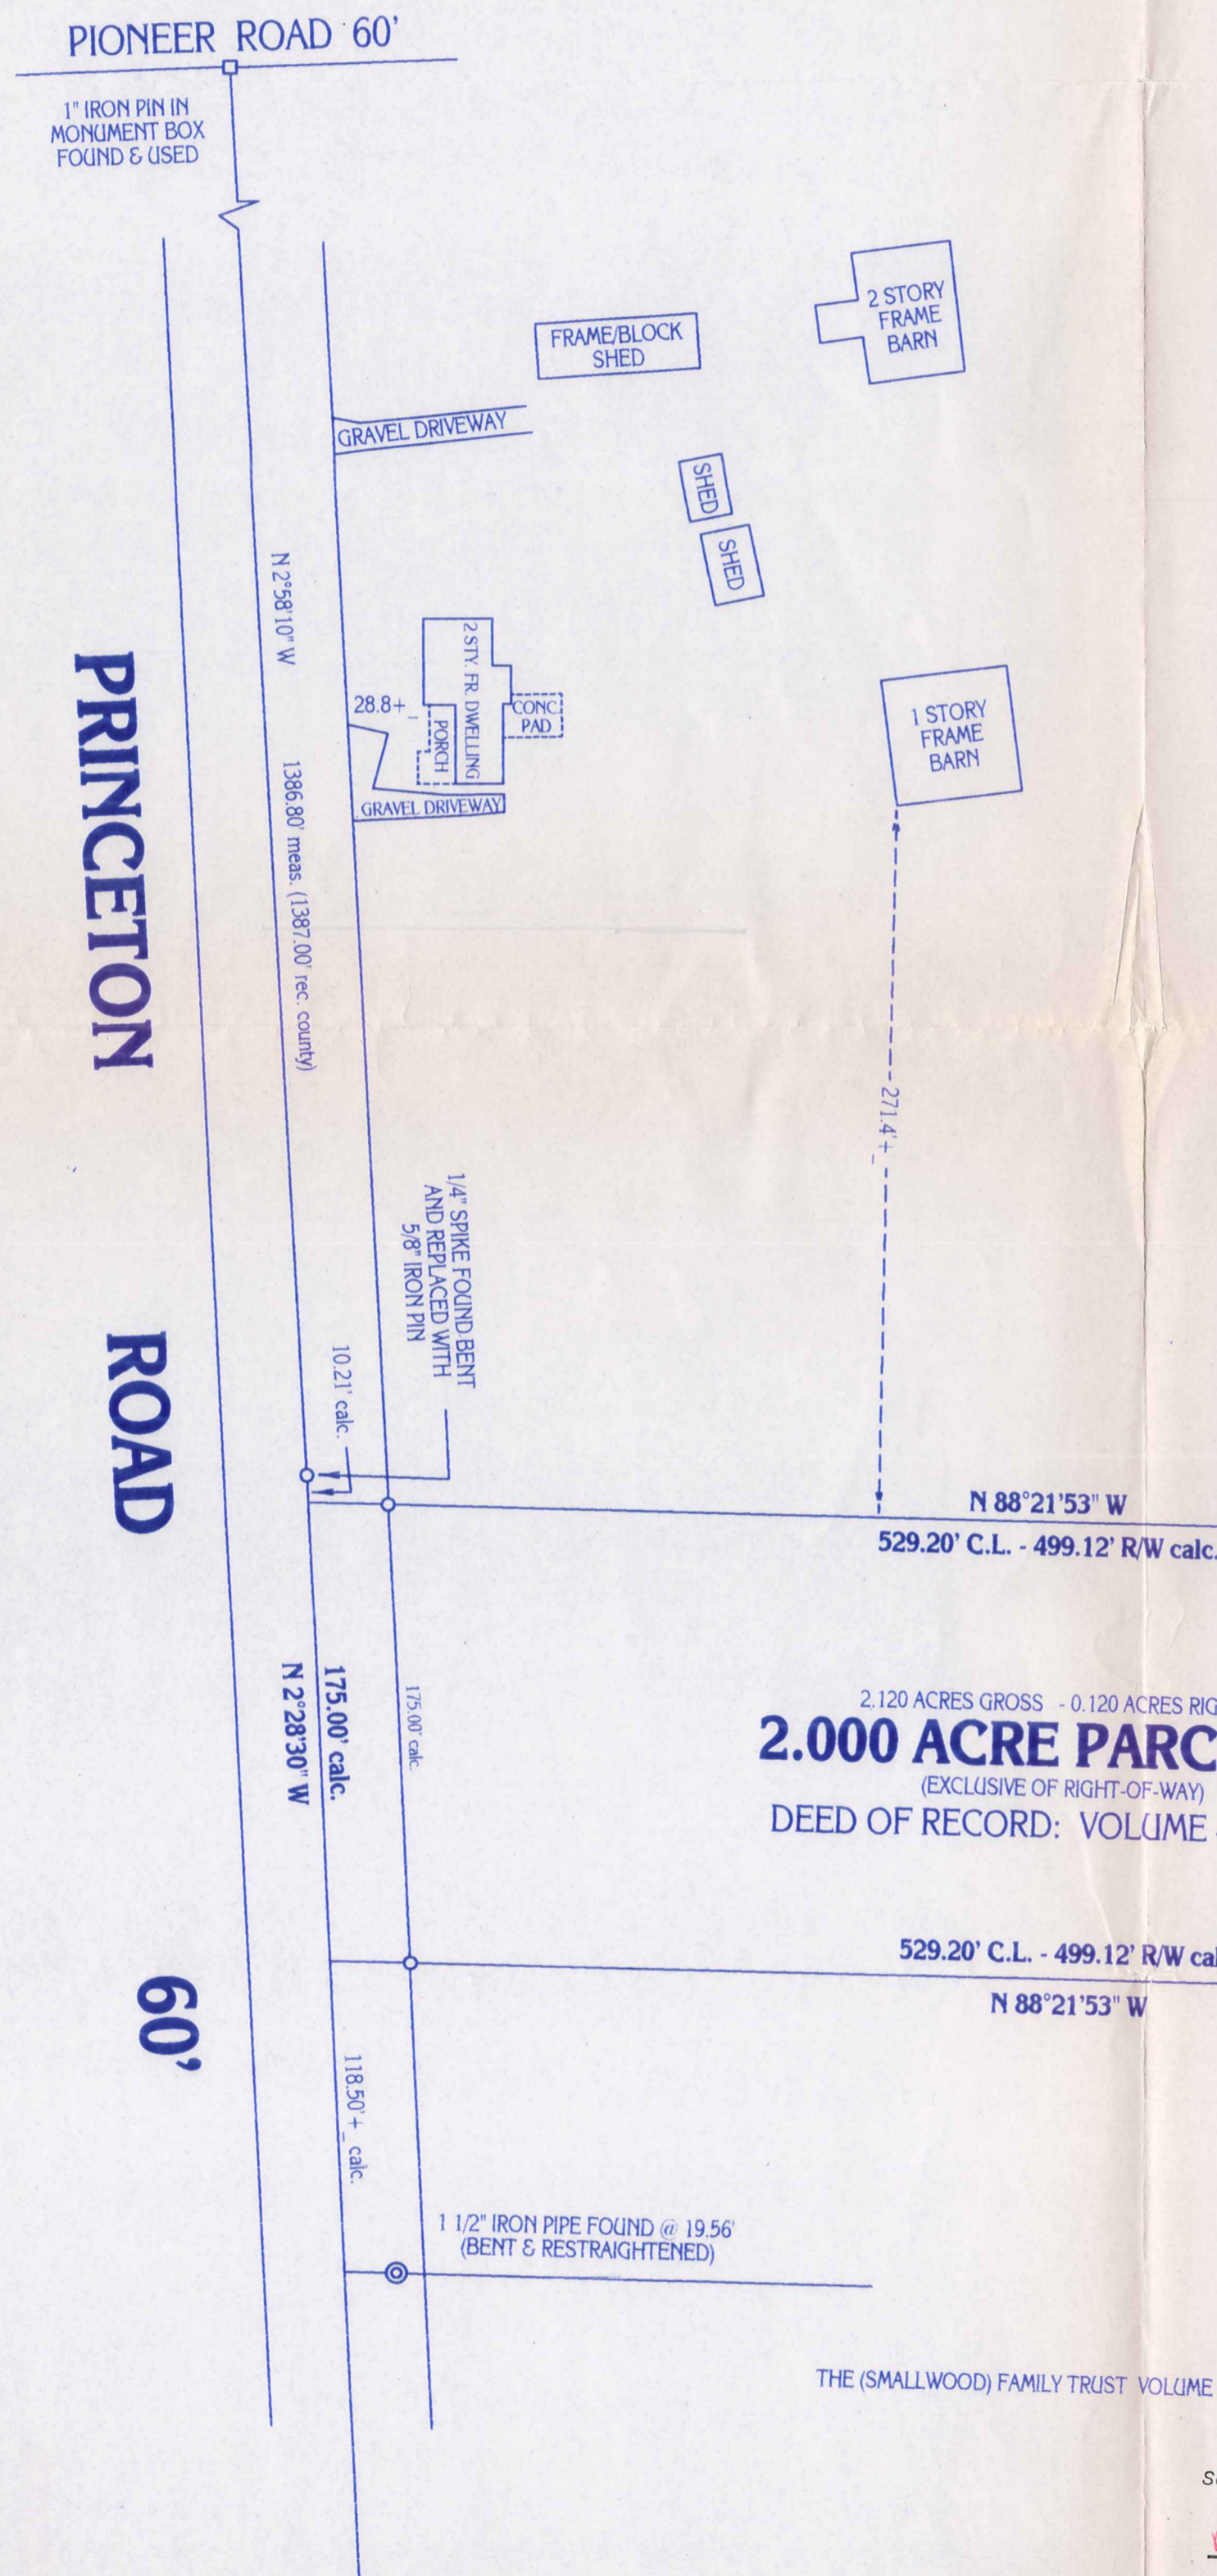 PIONEER ROAD 60'
1" IRON PIN IN
MONUMENT BOX
FOUND & USED
2 STORY
FRAME
BARN
FRAME/BLOCK
SHED
GRAVEL DRIVEWAY
SHED
SHED
N 2°58'10" W
1386.80' meas. (1387.00' rec. county)
2 STY. FR. DWELLING
28.8+_
PORCH
CONC.
PAD
GRAVEL DRIVEWAY
1 STORY
FRAME
BARN
PRINCETON ROAD 60'
271.4'+_
1/4" SPIKE FOUND BENT
AND REPLACED WITH
5/8" IRON PIN
10.21' calc.
N 88°21'53" W
529.20' C.L. - 499.12' R/W calc.
175.00' calc.
N 2°28'30" W
175.00' calc.
2.120 ACRES GROSS - 0.120 ACRES
2.000 ACRE
(EXCLUSIVE OF RIGHT-OF-WAY)
DEED OF RECORD: VOLUME
529.20' C.L. - 499.12' R/W
N 88°21'53" W
118.50'+_ calc.
1 1/2" IRON PIPE FOUND @ 19.56'
(BENT & RESTRAIGHTENED)
THE (SMALLWOOD) FAMILY TRUST VOLUME